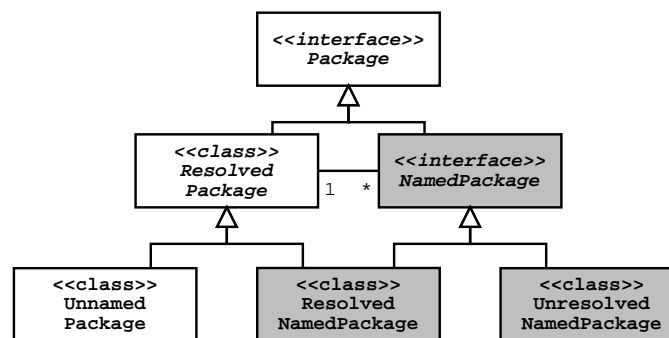 <<interface>>
Package
<<class>>
Resolved
Package
1 *
<<interface>>
NamedPackage
<<class>>
Unnamed
Package
<<class>>
Resolved
NamedPackage
<<class>>
Unresolved
NamedPackage